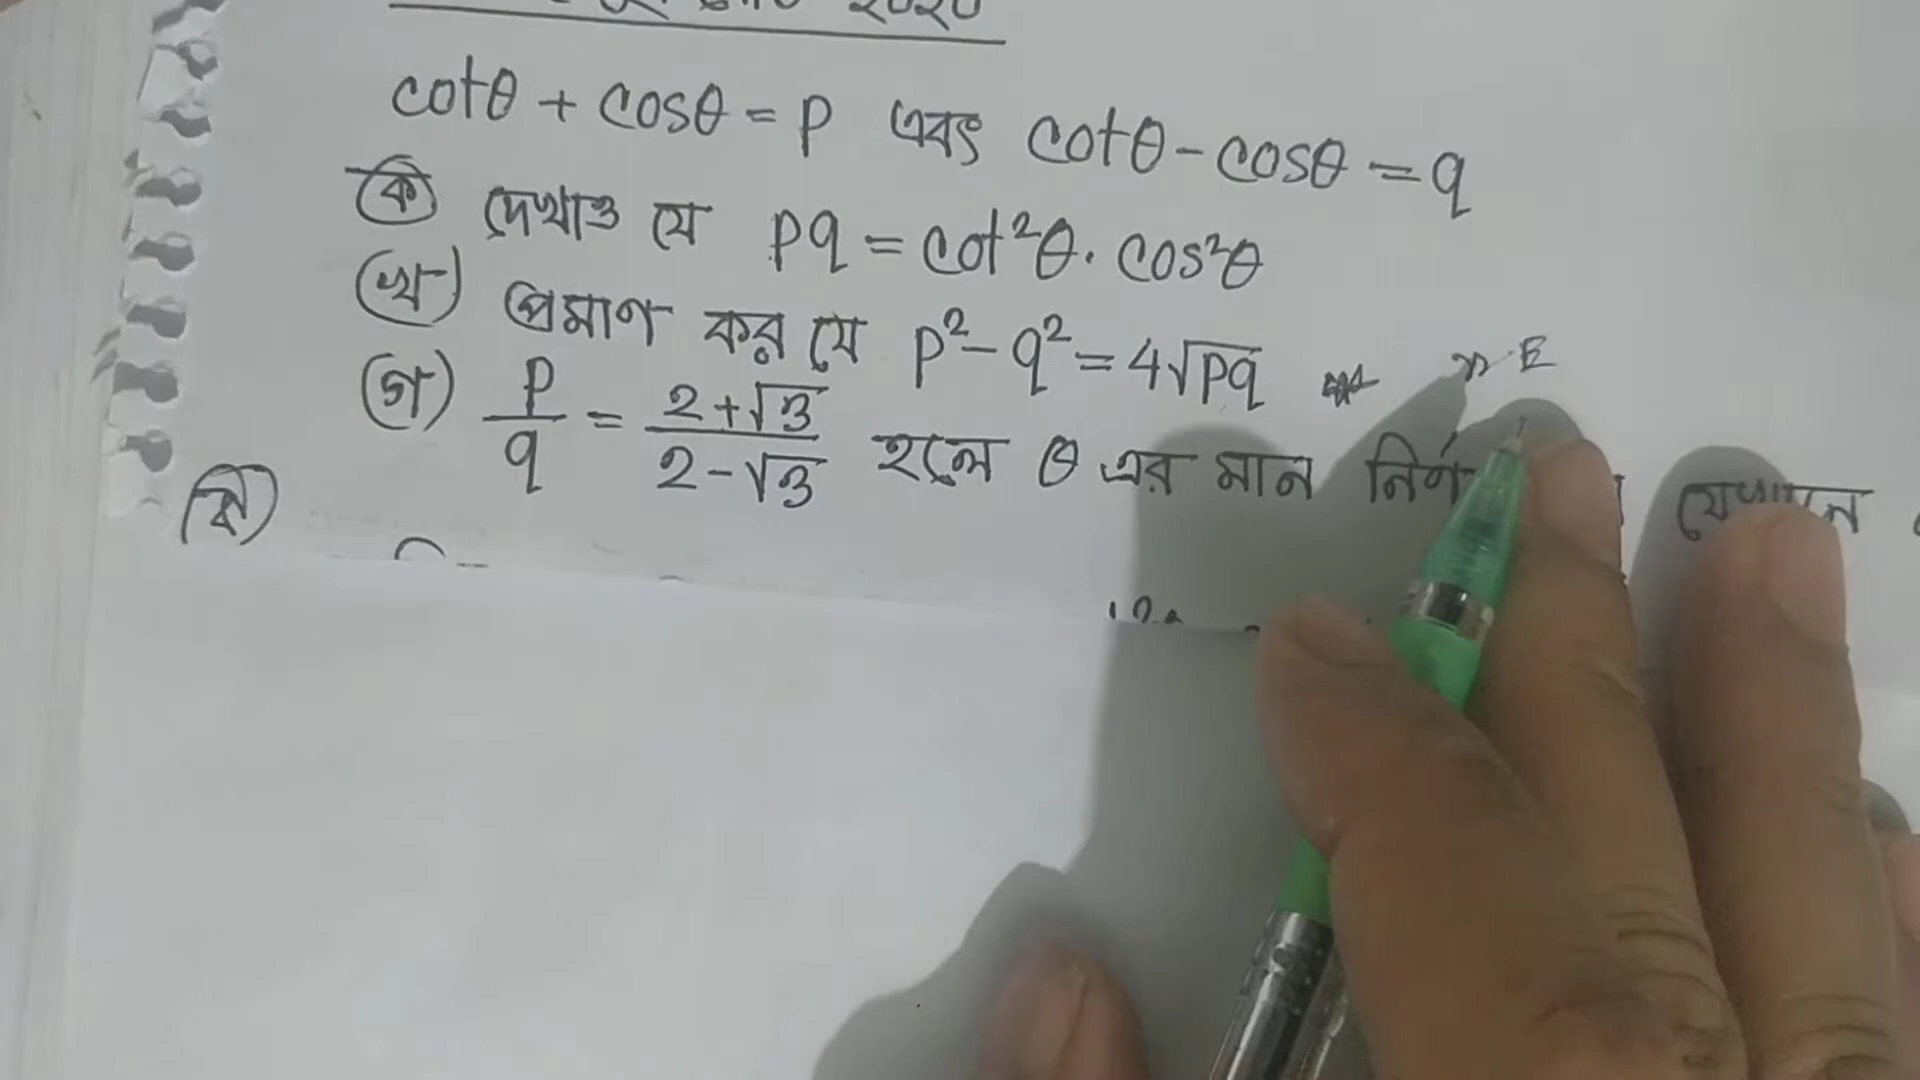 ২০২০
cotθ + cosθ = p এবং cotθ - cosθ = q
ক দেখাও যে pq = cot²θ. cos²θ
(খ) প্রমাণ কর যে p² - q² = 4√pq
(গ) p/q = 2+√3/2-√3 হলে θ এর মান যেখানে
(ক)